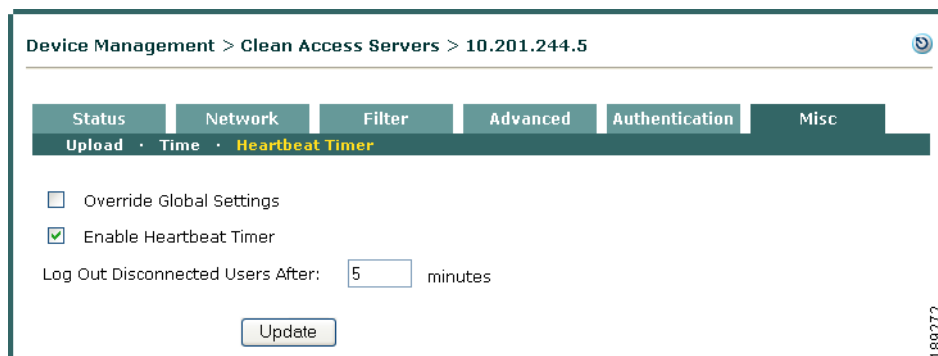 Device Management > Clean Access Servers > 10.201.244.5
Status Network Filter Advanced Authentication Misc
Upload · Time · Heartbeat Timer
Override Global Settings
Enable Heartbeat Timer
Log Out Disconnected Users After: 5 minutes
Update
189272